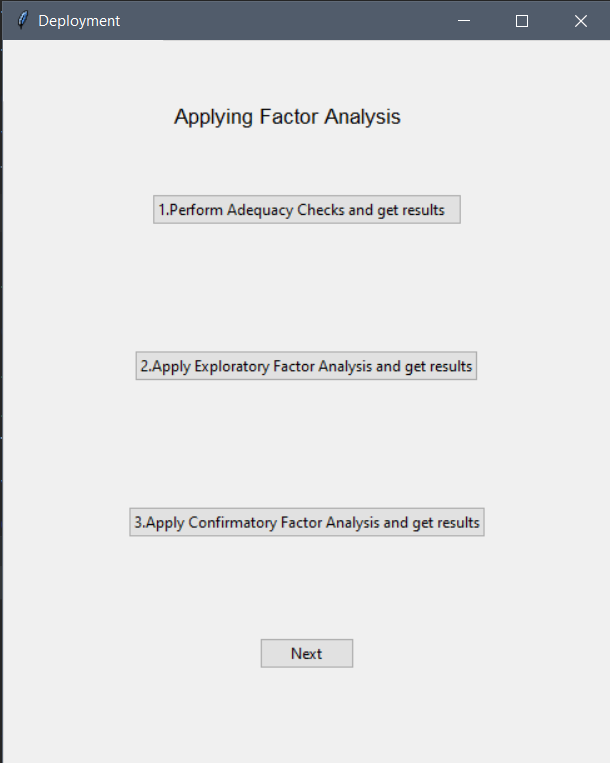 Deployment
Applying Factor Analysis
1.Perform Adequacy Checks and get results
2.Apply Exploratory Factor Analysis and get results
3.Apply Confirmatory Factor Analysis and get results
Next